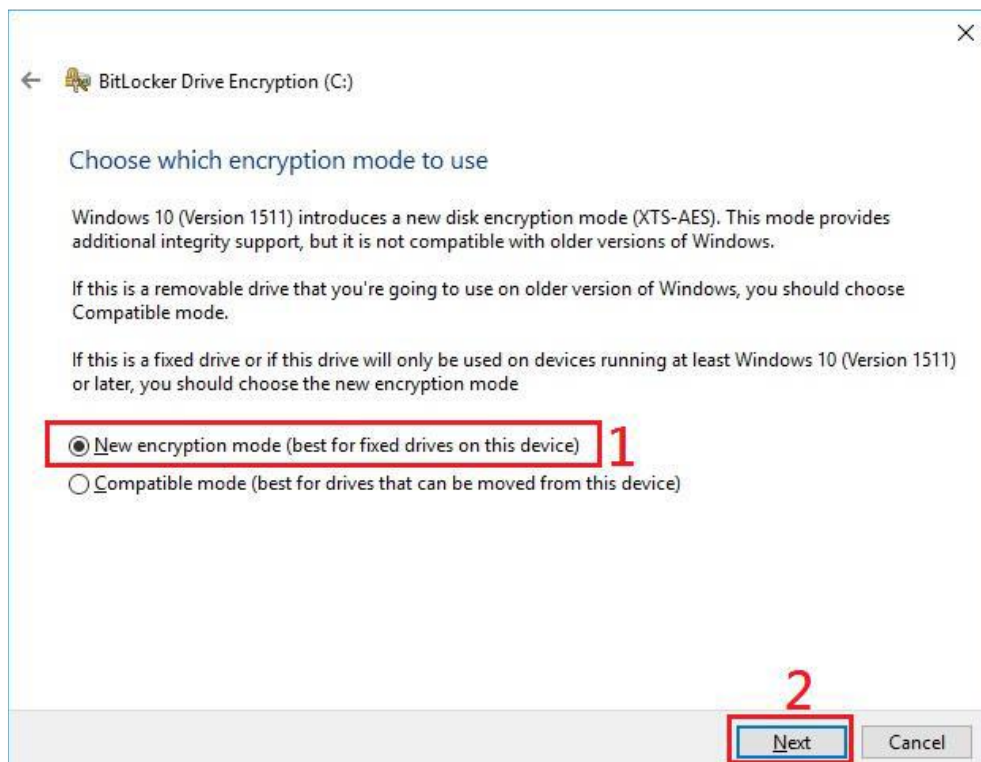 BitLocker Drive Encryption (C:)
Choose which encryption mode to use
Windows 10 (Version 1511) introduces a new disk encryption mode (XTS-AES). This mode provides
additional integrity support, but it is not compatible with older versions of Windows.
If this is a removable drive that you're going to use on older version of Windows, you should choose
Compatible mode.
If this is a fixed drive or if this drive will only be used on devices running at least Windows 10 (Version 1511)
or later, you should choose the new encryption mode
New encryption mode (best for fixed drives on this device) 1
Compatible mode (best for drives that can be moved from this device)
2
Next Cancel